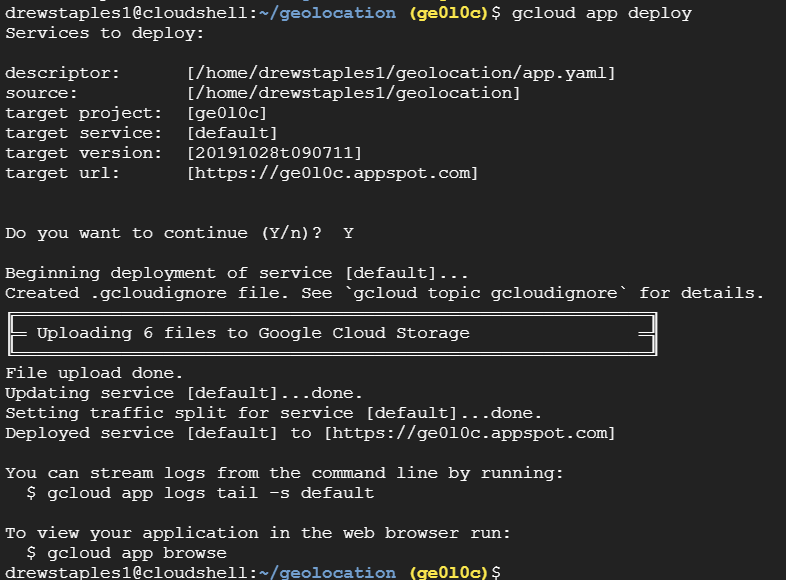 drewstaples1@cloudshell:~/geolocation (ge0l0c)$ gcloud app deploy
Services to deploy:
descriptor:      [/home/drewstaples1/geolocation/app.yaml]
source:          [/home/drewstaples1/geolocation]
target project:  [ge0l0c]
target service:  [default]
target version:  [20191028t090711]
target url:      [https://ge0l0c.appspot.com]
Do you want to continue (Y/n)?  Y
Beginning deployment of service [default]...
Created .gcloudignore file. See `gcloud topic gcloudignore` for details.
Uploading 6 files to Google Cloud Storage
File upload done.
Updating service [default]...done.
Setting traffic split for service [default]...done.
Deployed service [default] to [https://ge0l0c.appspot.com]
You can stream logs from the command line by running:
  $ gcloud app logs tail -s default
To view your application in the web browser run:
  $ gcloud app browse
drewstaples1@cloudshell:~/geolocation (ge0l0c)$